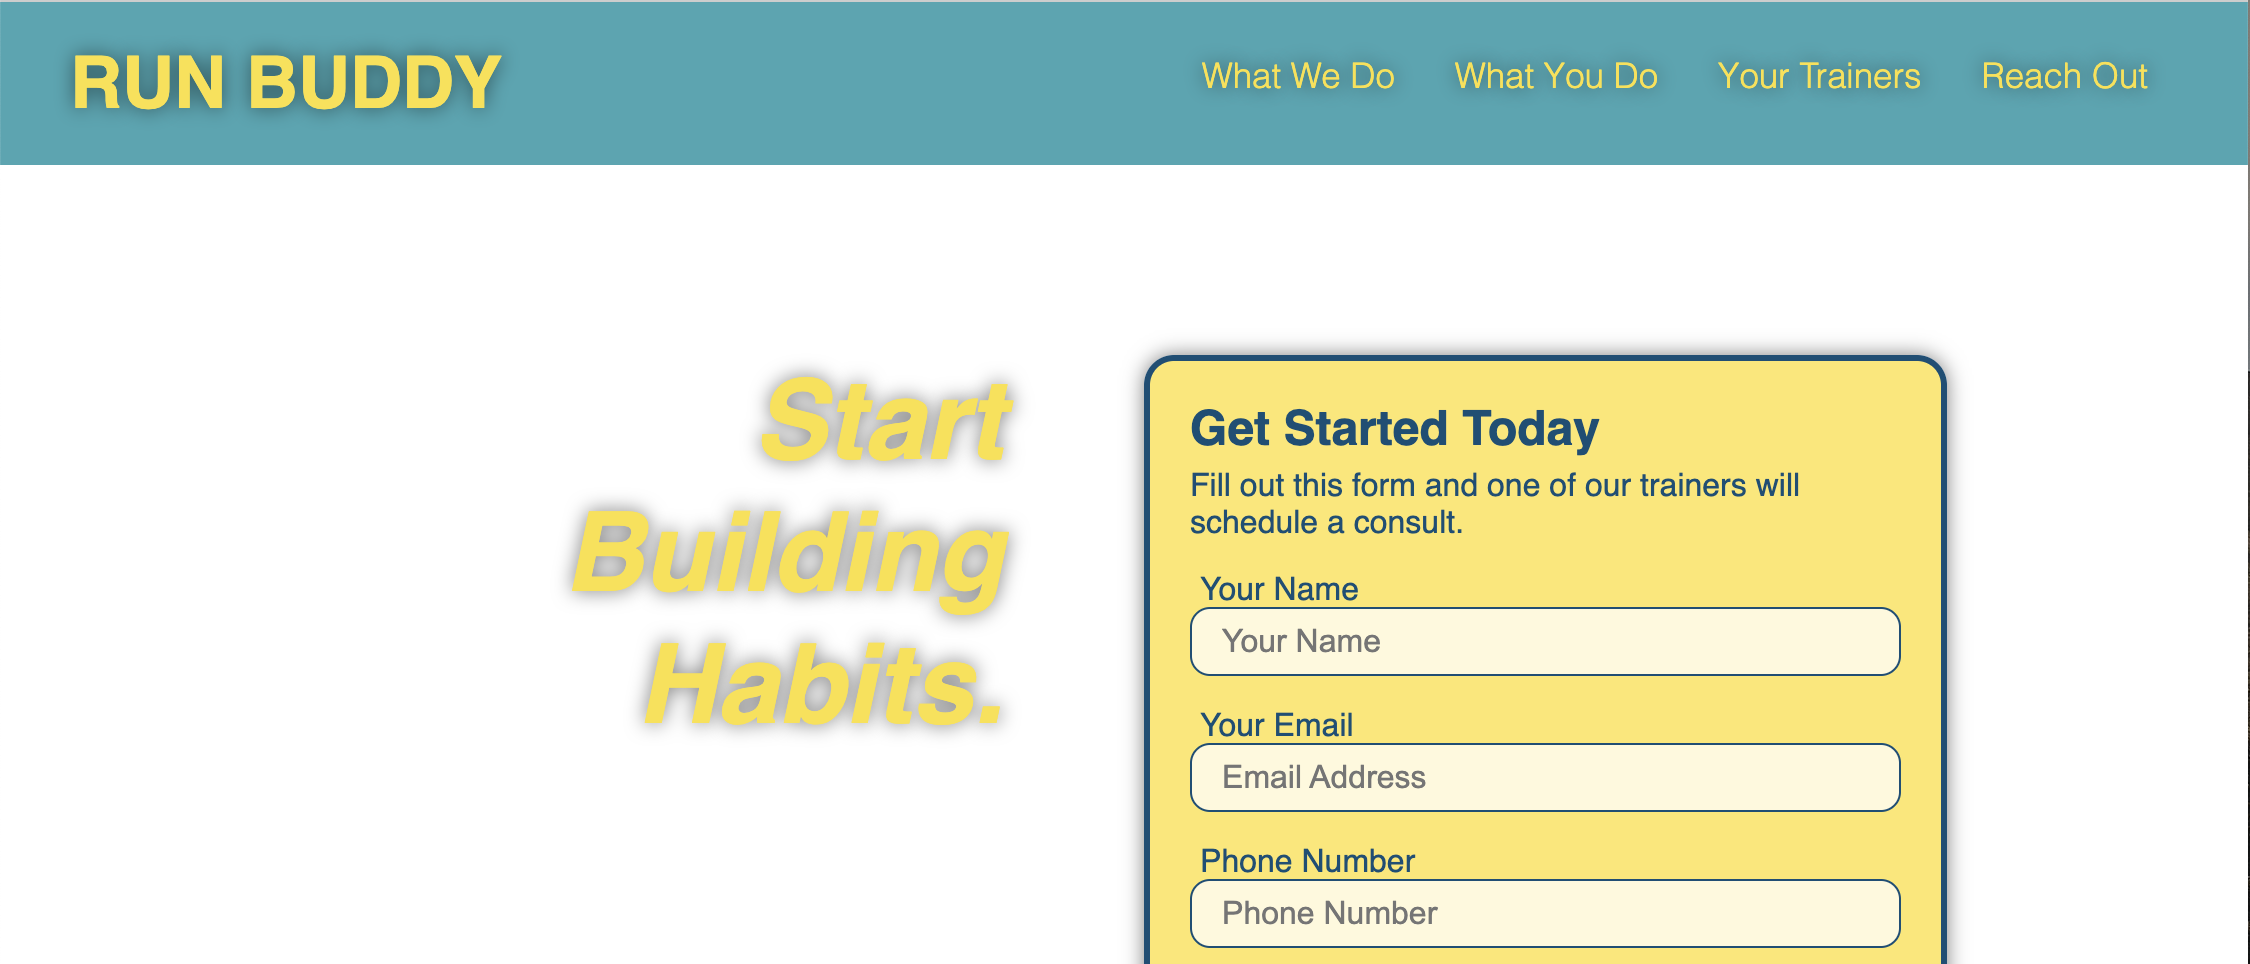 RUN BUDDY
What We Do What You Do Your Trainers Reach Out
Start
Building
Habits.
Get Started Today
Fill out this form and one of our trainers will
schedule a consult.
Your Name
Your Name
Your Email
Email Address
Phone Number
Phone Number